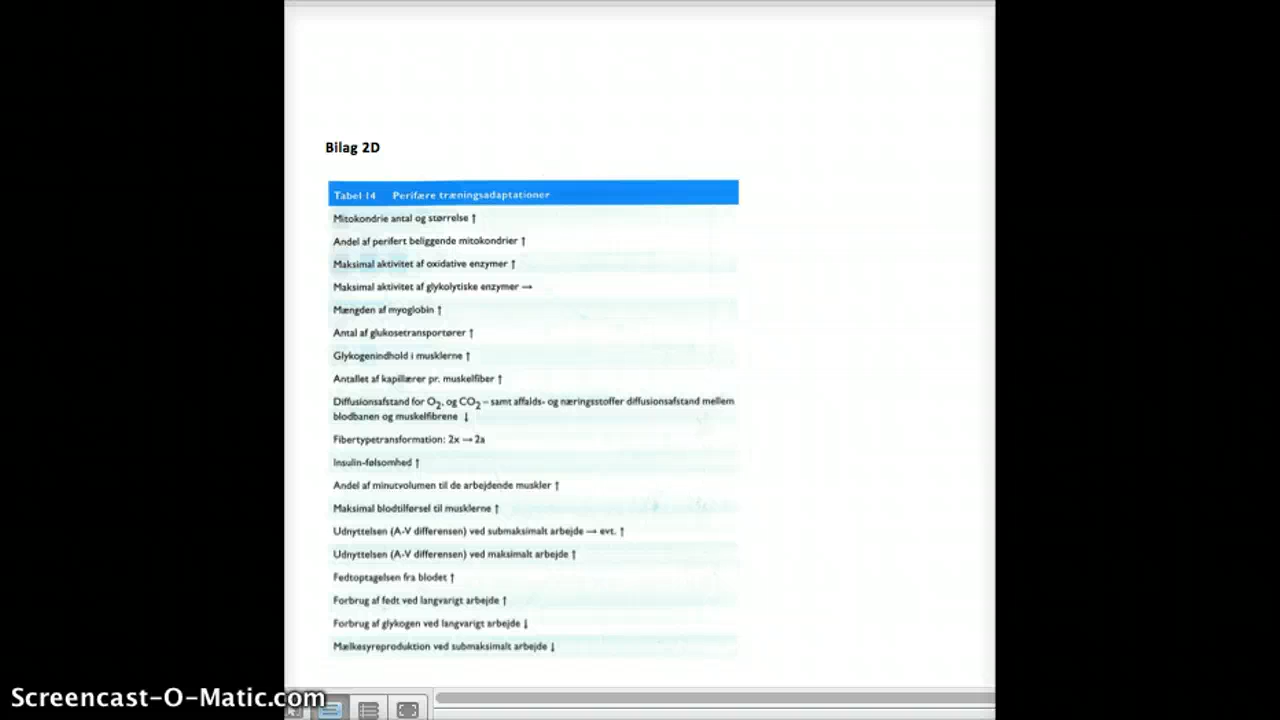 Bilag 2D
Tabel 14 Perifære træningsadaptationer
Mitokondrie antal og størrelse ↑
Andel af perifert beliggende mitokondrier ↑
Maksimal aktivitet af oxidative enzymer ↑
Maksimal aktivitet af glykolytiske enzymer →
Mængden af myoglobin ↑
Antal af glukosetransportører ↑
Glykogenindhold i musklerne ↑
Antallet af kapillærer pr. muskelfiber ↑
Diffusionsafstand for O2, og CO2 – samt affalds- og næringsstoffer diffusionsafstand mellem
blodbanen og muskelfibrene ↓
Fibertypetransformation: 2x → 2a
Insulin-følsomhed ↑
Andel af minutvolumen til de arbejdende muskler ↑
Maksimal blodtilførsel til musklerne ↑
Udnyttelsen (A-V differensen) ved submaksimalt arbejde → evt. ↑
Udnyttelsen (A-V differensen) ved maksimalt arbejde ↑
Fedtoptagelsen fra blodet ↑
Forbrug af fedt ved langvarigt arbejde ↑
Forbrug af glykogen ved langvarigt arbejde ↓
Mælkesyreproduktion ved submaksimalt arbejde ↓
Screencast-O-Matic.com